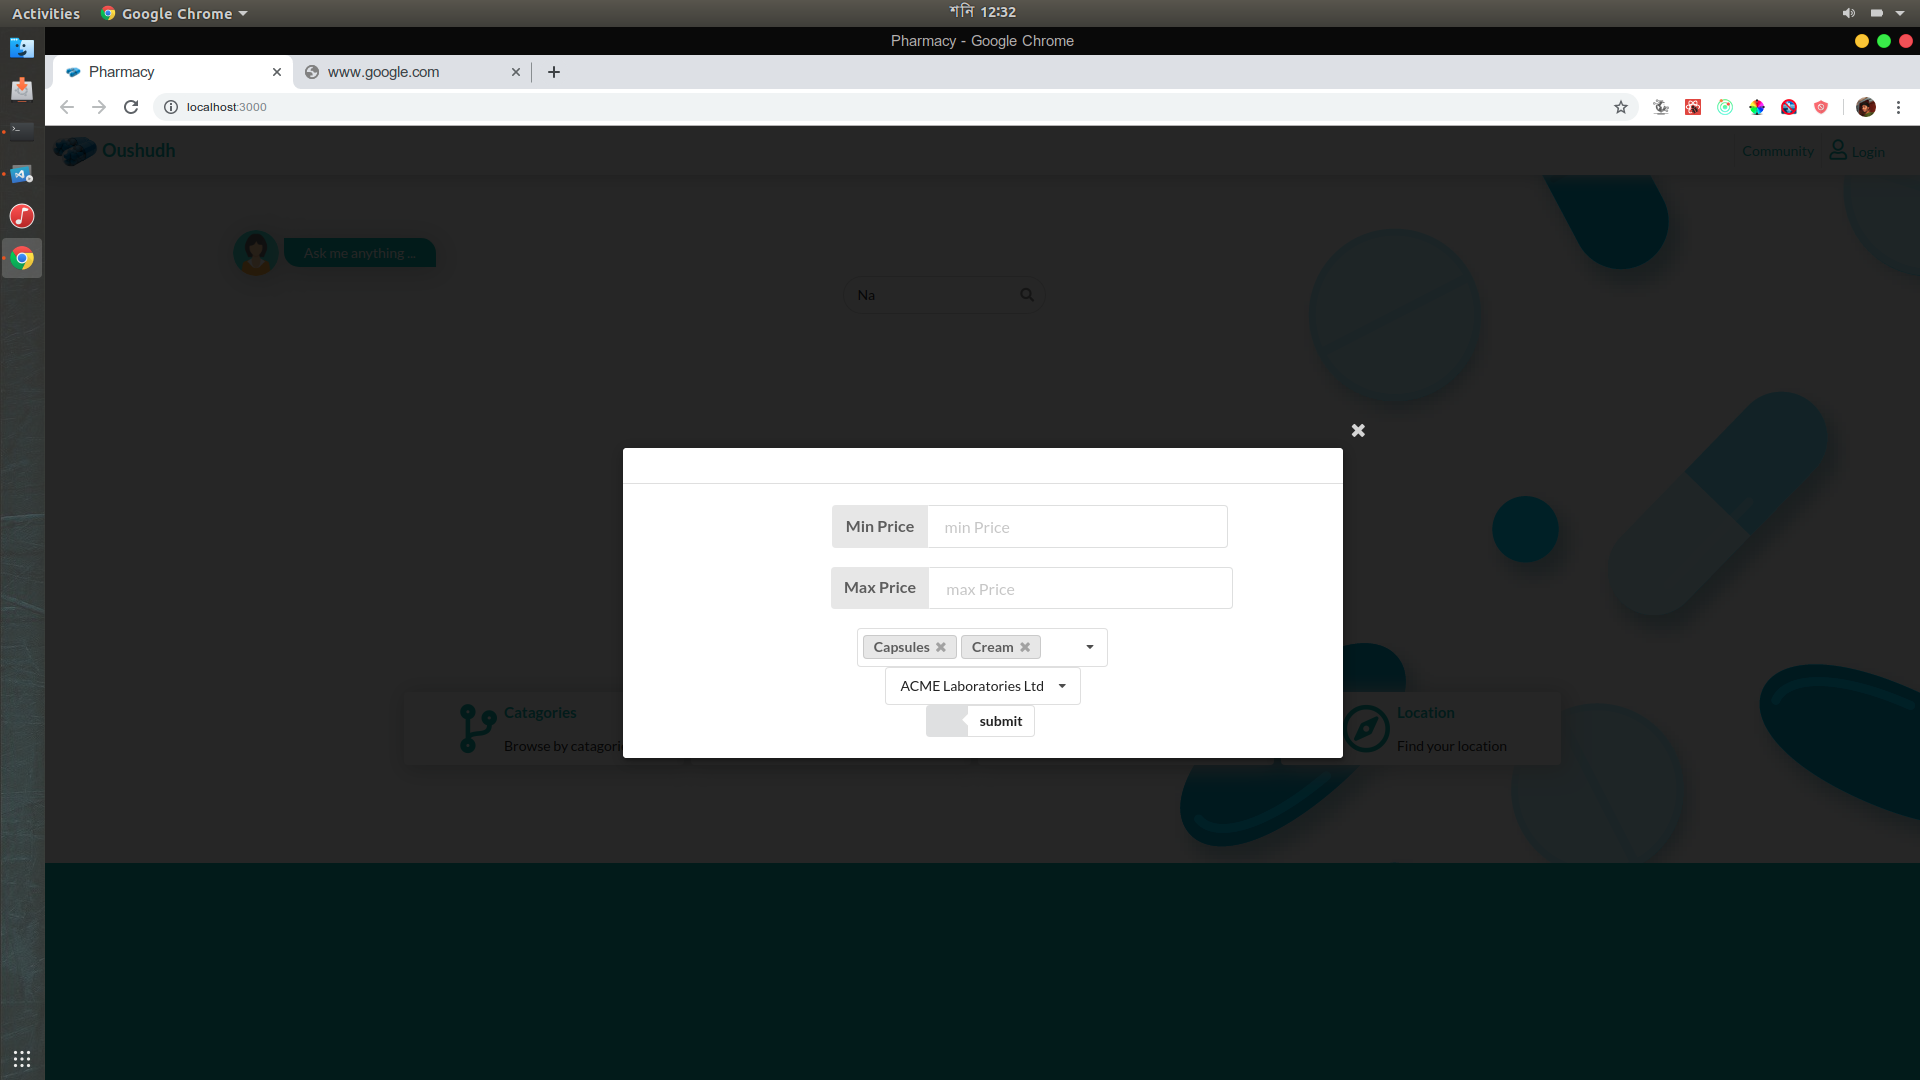 Activities Google Chrome শনি 12:32
Pharmacy - Google Chrome
Pharmacy www.google.com
localhost:3000
Oushudh Community Login
Ask me anything ...
Na
Min Price min Price
Max Price max Price
Capsules Cream
ACME Laboratories Ltd
submit
Catagories Location
Browse by catagori Find your location